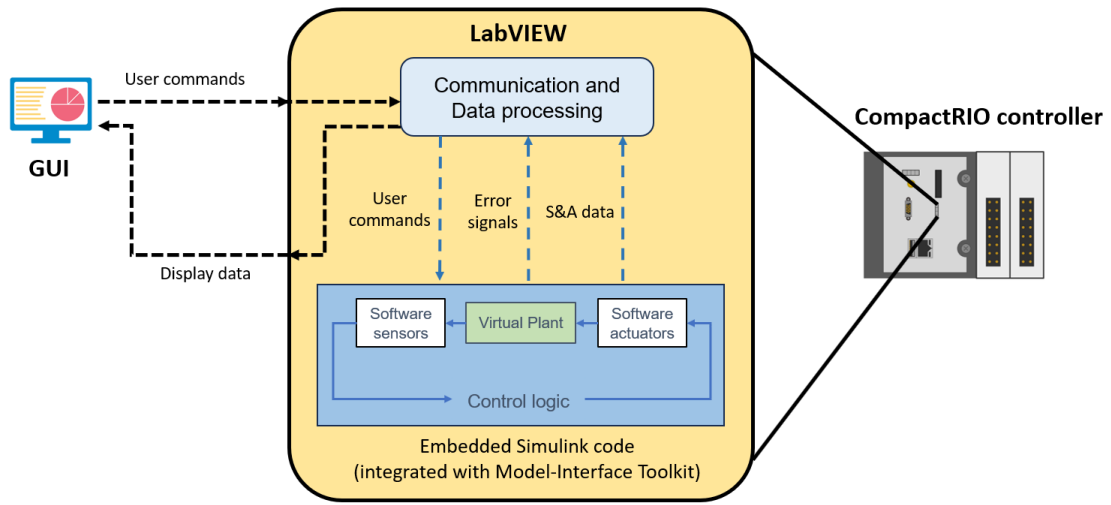 LabVIEW
User commands
Communication and
Data processing
GUI
CompactRIO controller
User
commands
Error
signals
S&A data
Display data
Software
sensors
Virtual Plant
Software
actuators
Control logic
Embedded Simulink code
(integrated with Model-Interface Toolkit)